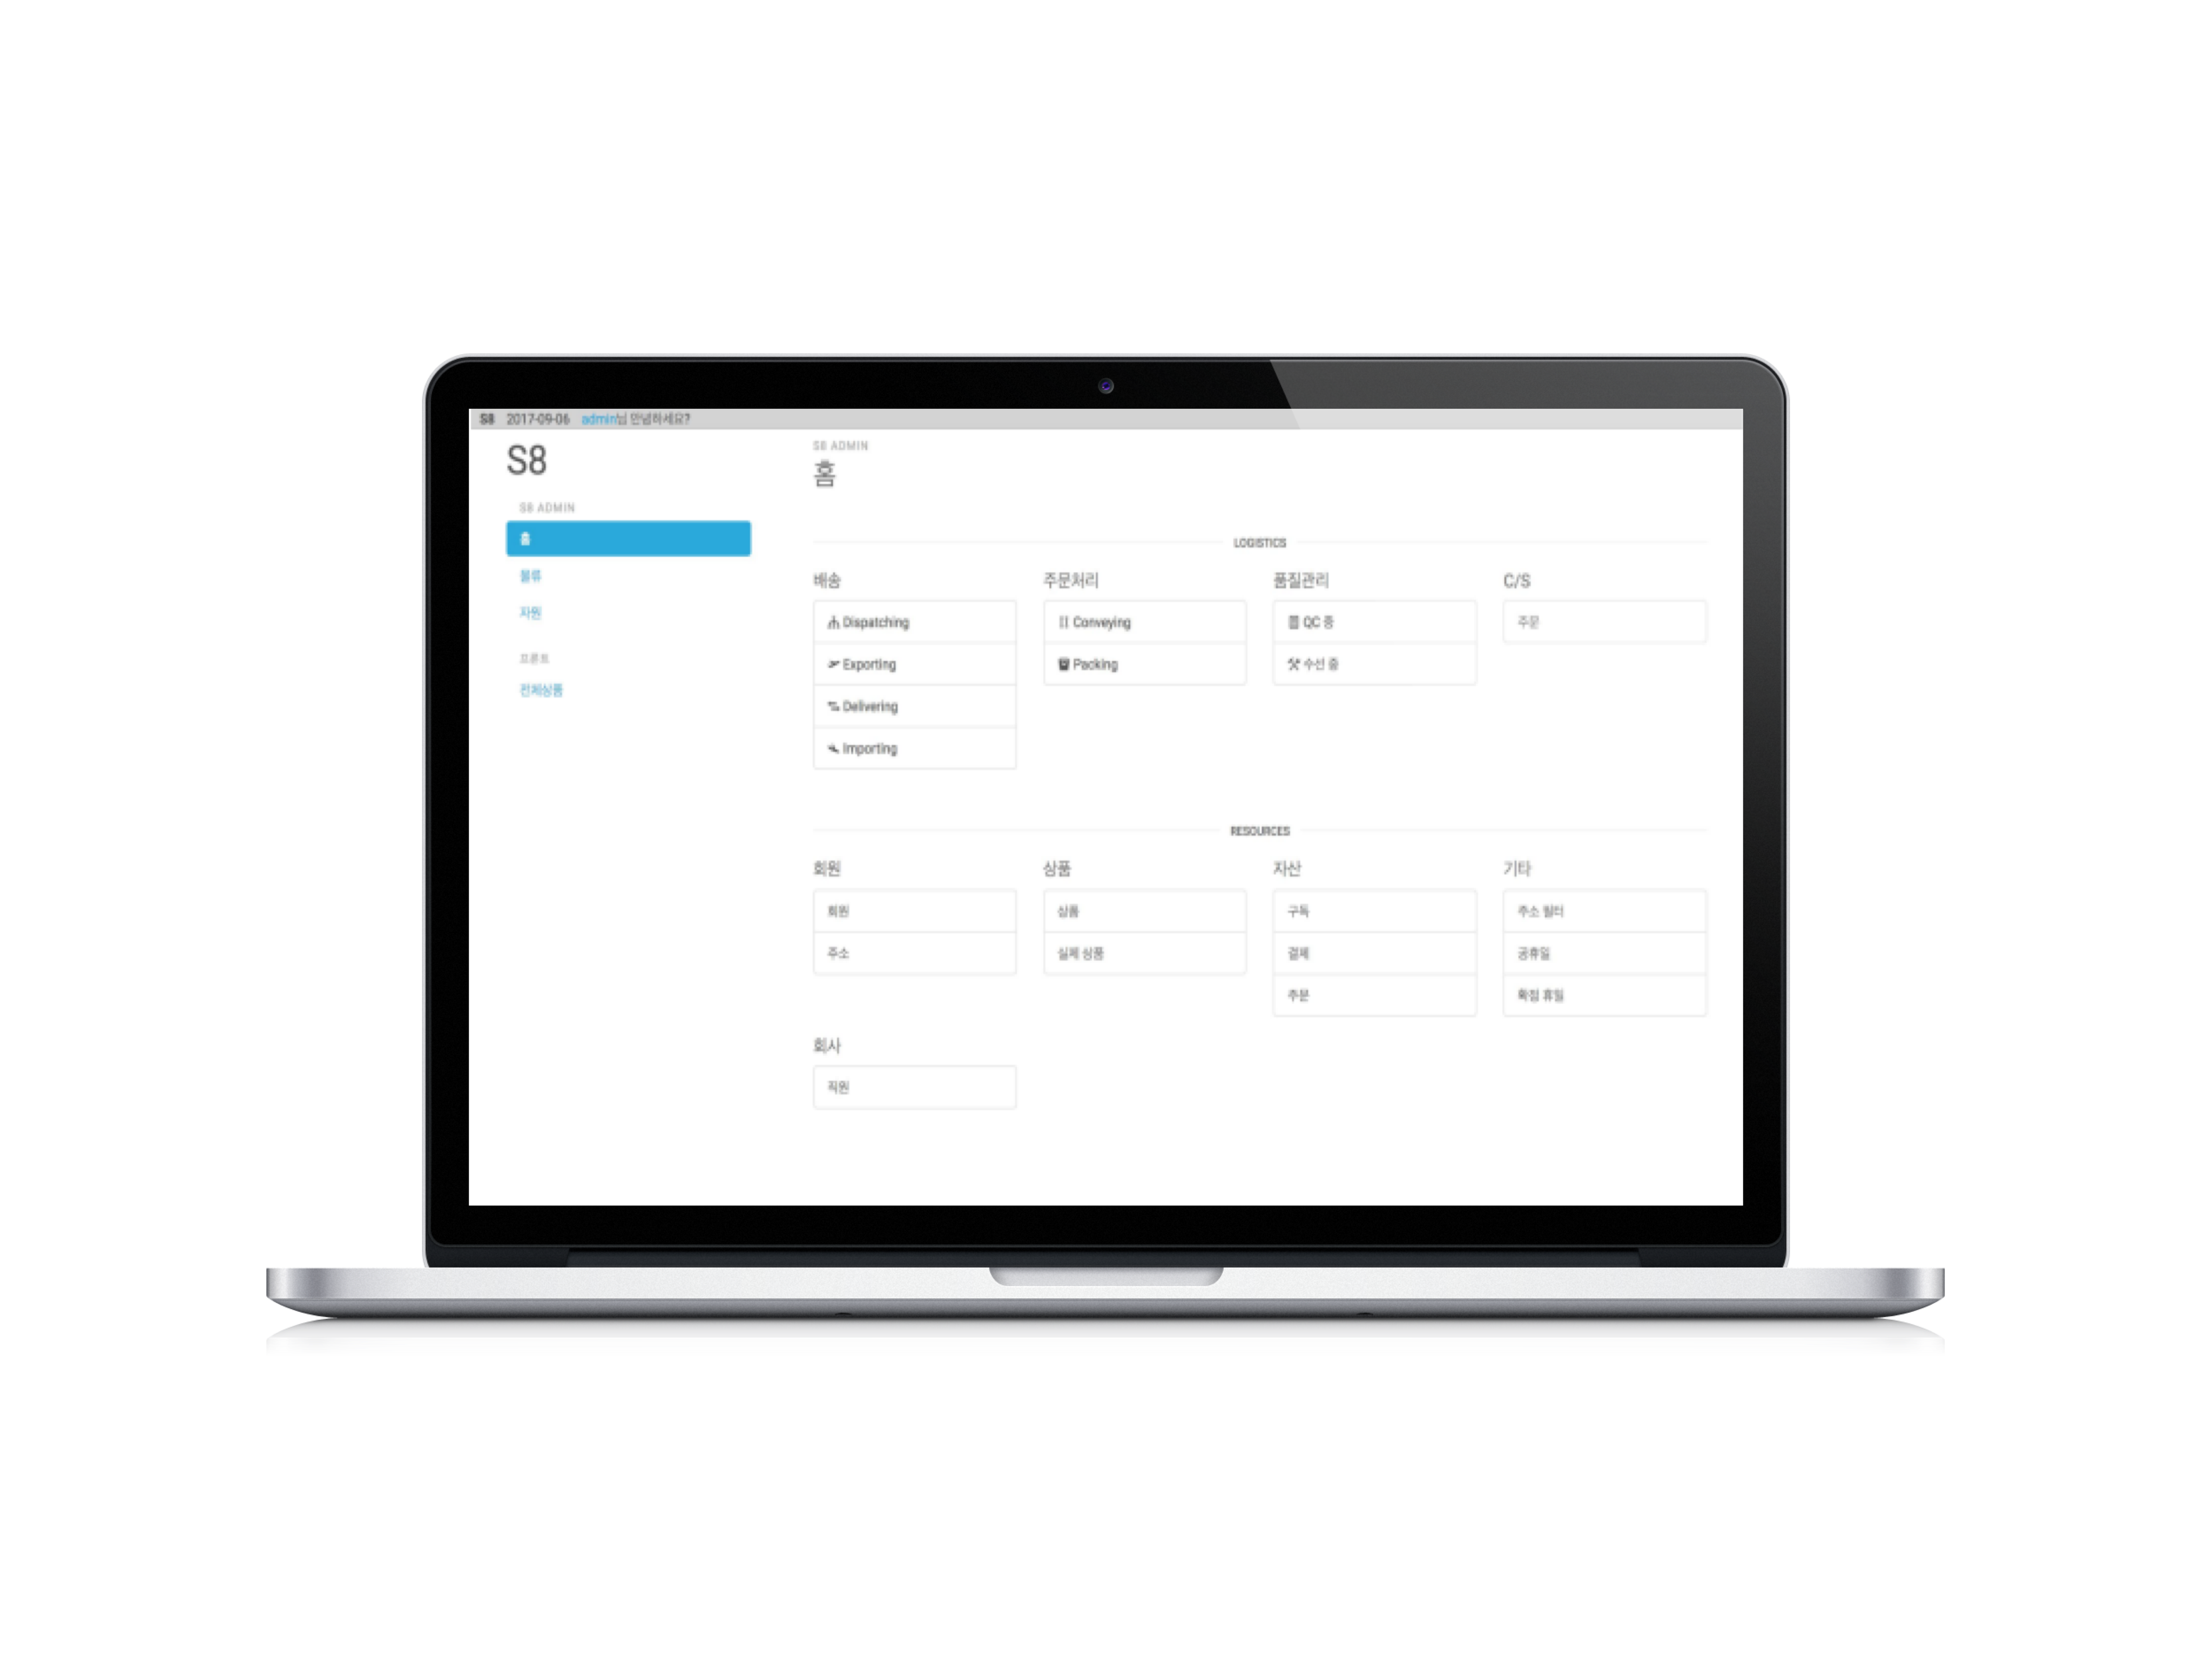 S8 2017-09-06 admin님 안녕하세요?
S8
S8 ADMIN
홈
물류
자원
프론트
전체상품
S8 ADMIN
홈
LOGISTICS
배송
Dispatching
Exporting
Delivering
Importing
주문처리
Conveying
Packing
품질관리
QC 중
수선 중
C/S
주문
RESOURCES
회원
회원
주소
상품
상품
실제 상품
자산
구독
결제
주문
기타
주소 필터
공휴일
확정 휴일
회사
직원